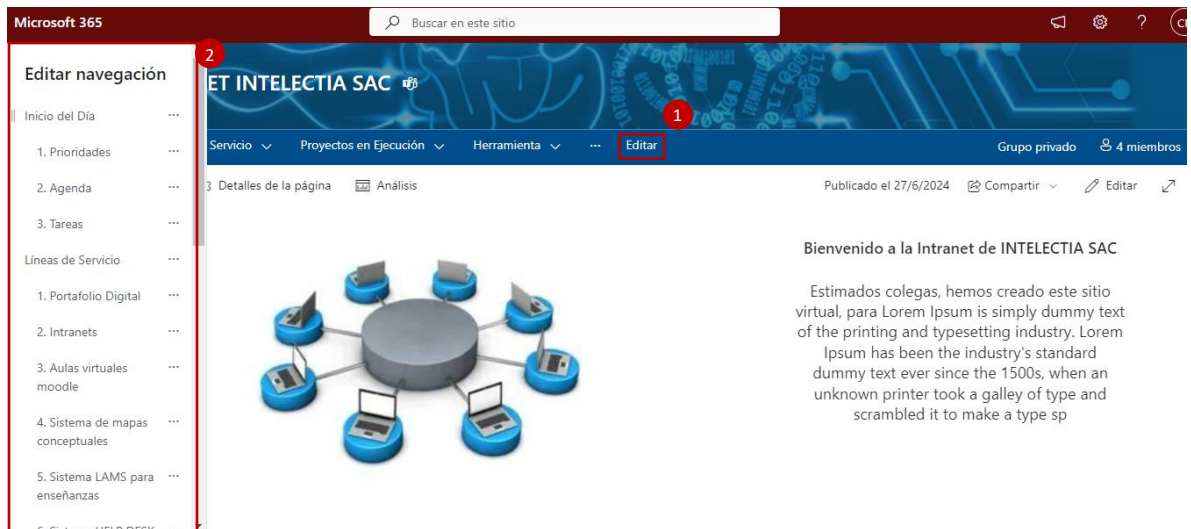 Microsoft 365
Buscar en este sitio
?
2
Editar navegación
ET INTELECTIA SAC
Inicio del Día
1
1. Prioridades
Servicio
Proyectos en Ejecución
Herramienta
...
Editar
Grupo privado
4 miembros
2. Agenda
Detalles de la página
Análisis
Publicado el 27/6/2024
Compartir
Editar
3. Tareas
Líneas de Servicio
1. Portafolio Digital
2. Intranets
3. Aulas virtuales
moodle
4. Sistema de mapas
conceptuales
5. Sistema LAMS para
enseñanzas
Bienvenido a la Intranet de INTELECTIA SAC
Estimados colegas, hemos creado este sitio
virtual, para Lorem Ipsum is simply dummy text
of the printing and typesetting industry. Lorem
Ipsum has been the industry's standard
dummy text ever since the 1500s, when an
unknown printer took a galley of type and
scrambled it to make a type sp